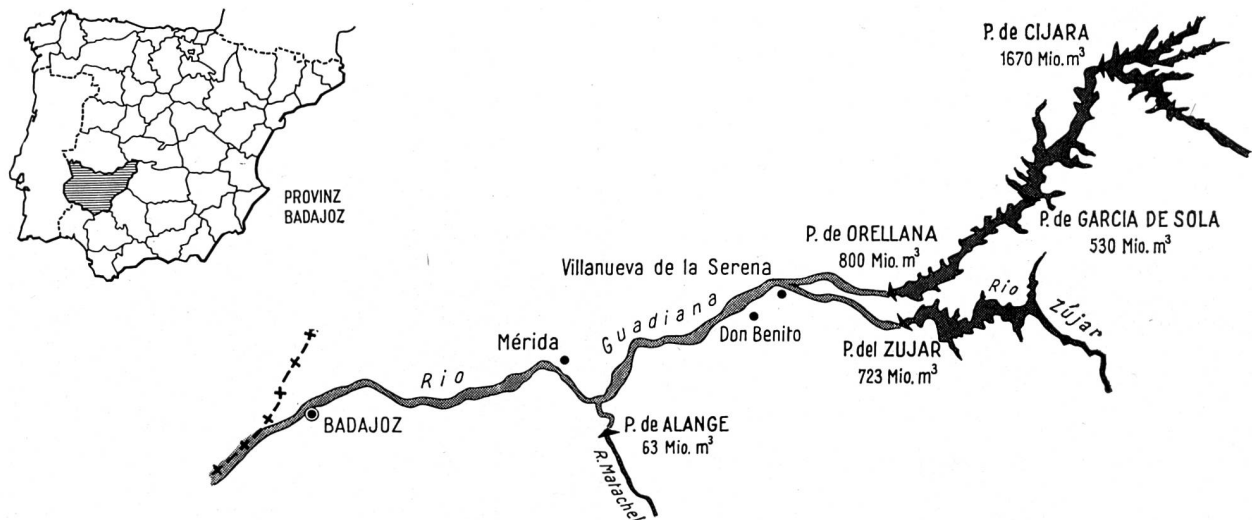 PROVINZ
BADAJOZ
P. de CIJARA
1670 Mio. m³
P. de GARCIA DE SOLA
530 Mio. m³
P. de ORELLANA
800 Mio. m³
Villanueva de la Serena
Rio Zújar
Don Benito
P. del ZUJAR
723 Mio. m³
Rio Guadiana
Mérida
BADAJOZ
P. de ALANGE
63 Mio. m³
R. Matachel